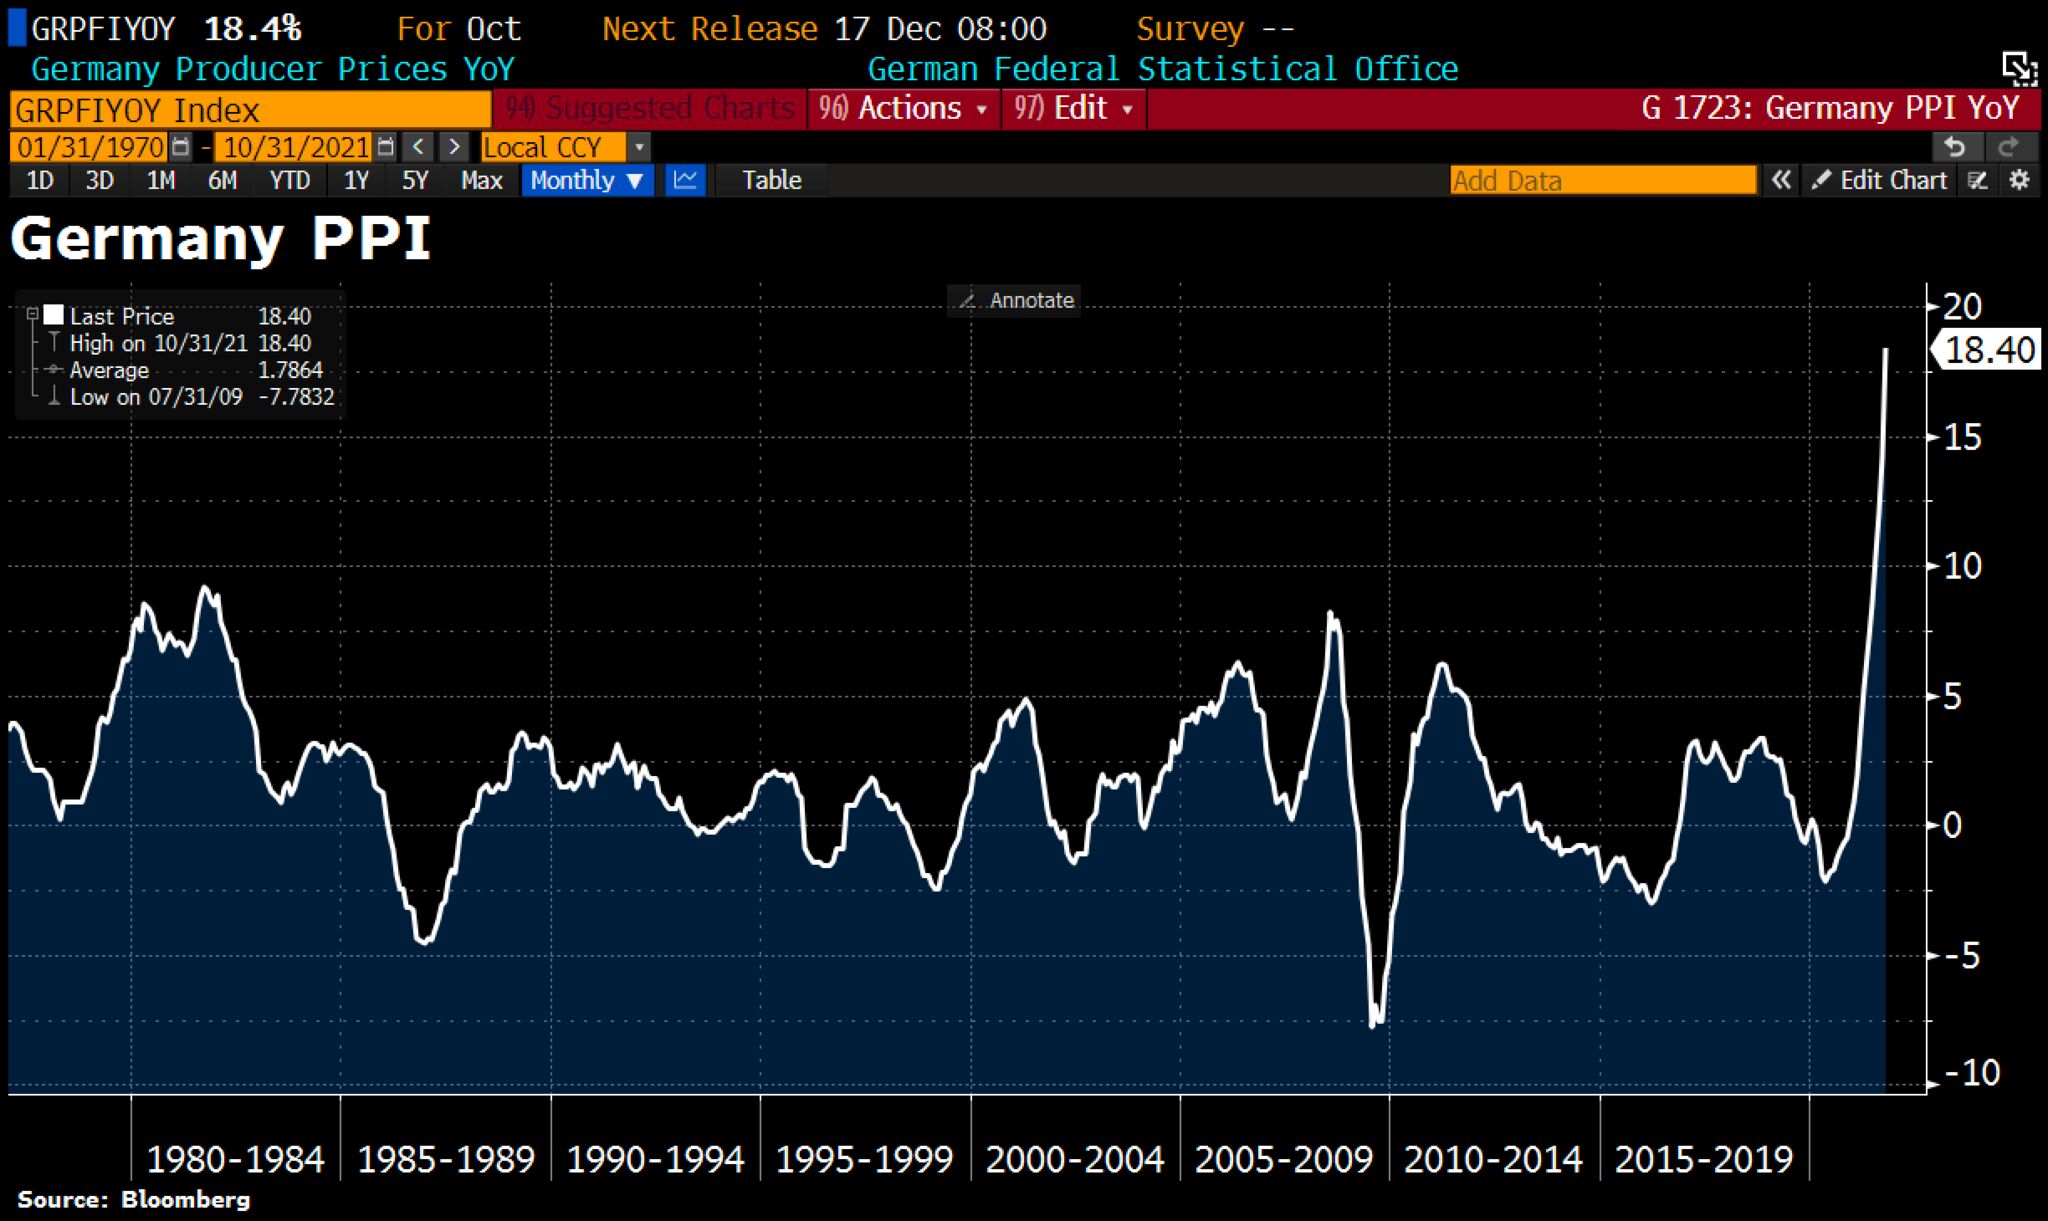 GRPFIYOY 18.4% For Oct Next Release 17 Dec 08:00 Survey --
Germany Producer Prices YoY German Federal Statistical Office
GRPFIYOY Index 94) Suggested Charts 96) Actions 97) Edit G 1723: Germany PPI YoY
01/31/1970 - 10/31/2021 < > Local CCY
1D 3D 1M 6M YTD 1Y 5Y Max Monthly ▼ Table Add Data « Edit Chart
Germany PPI
Annotate
Last Price 18.40
High on 10/31/21 18.40
Average 1.7864
Low on 07/31/09 -7.7832
20
18.40
15
10
5
0
-5
-10
1980-1984 1985-1989 1990-1994 1995-1999 2000-2004 2005-2009 2010-2014 2015-2019
Source: Bloomberg